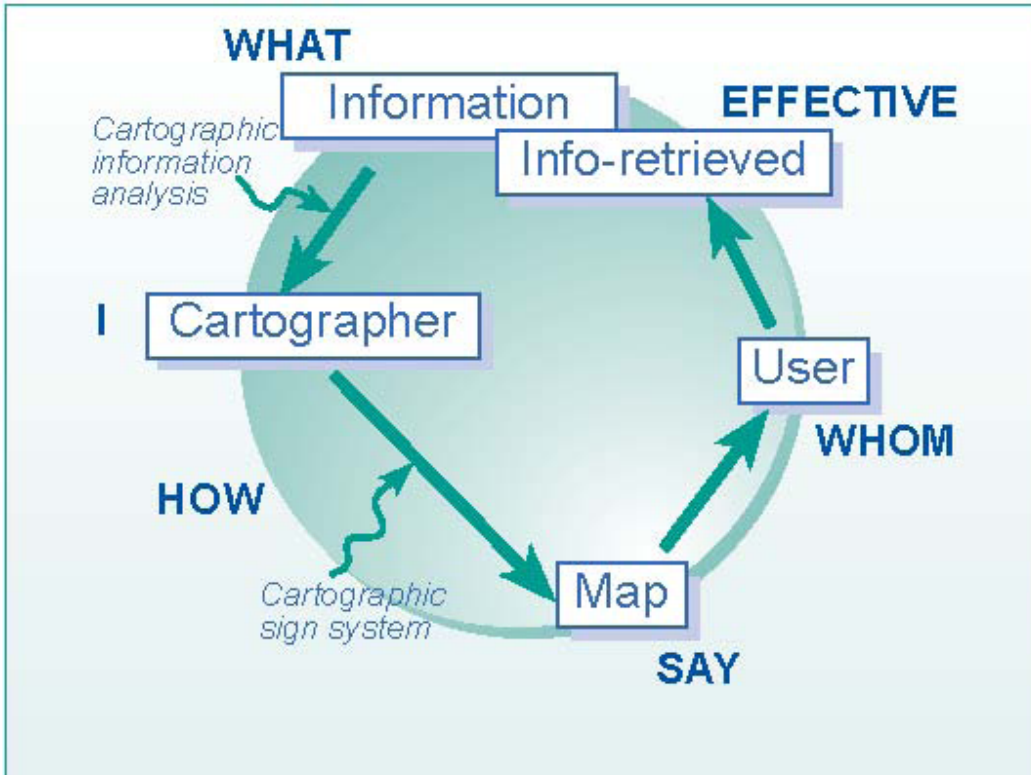 WHAT
Information
EFFECTIVE
Info-retrieved
Cartographic
information
analysis
I
Cartographer
User
WHOM
HOW
Map
Cartographic
sign system
SAY